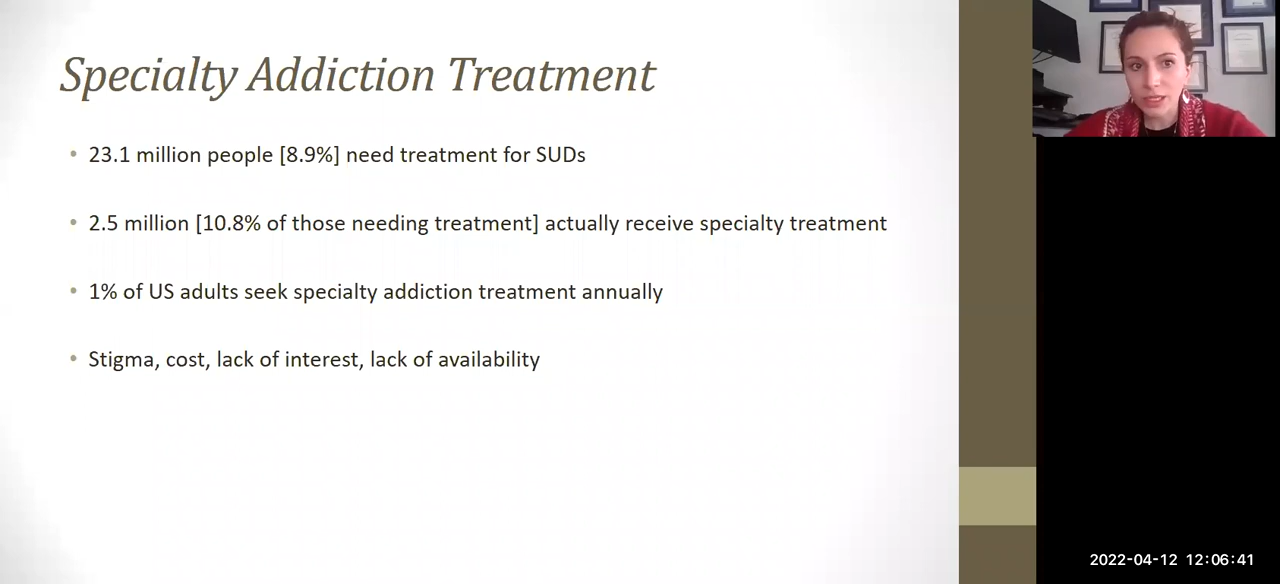 Specialty Addiction Treatment
• 23.1 million people [8.9%] need treatment for SUDs
• 2.5 million [10.8% of those needing treatment] actually receive specialty treatment
• 1% of US adults seek specialty addiction treatment annually
• Stigma, cost, lack of interest, lack of availability
2022-04-12 12:06:41